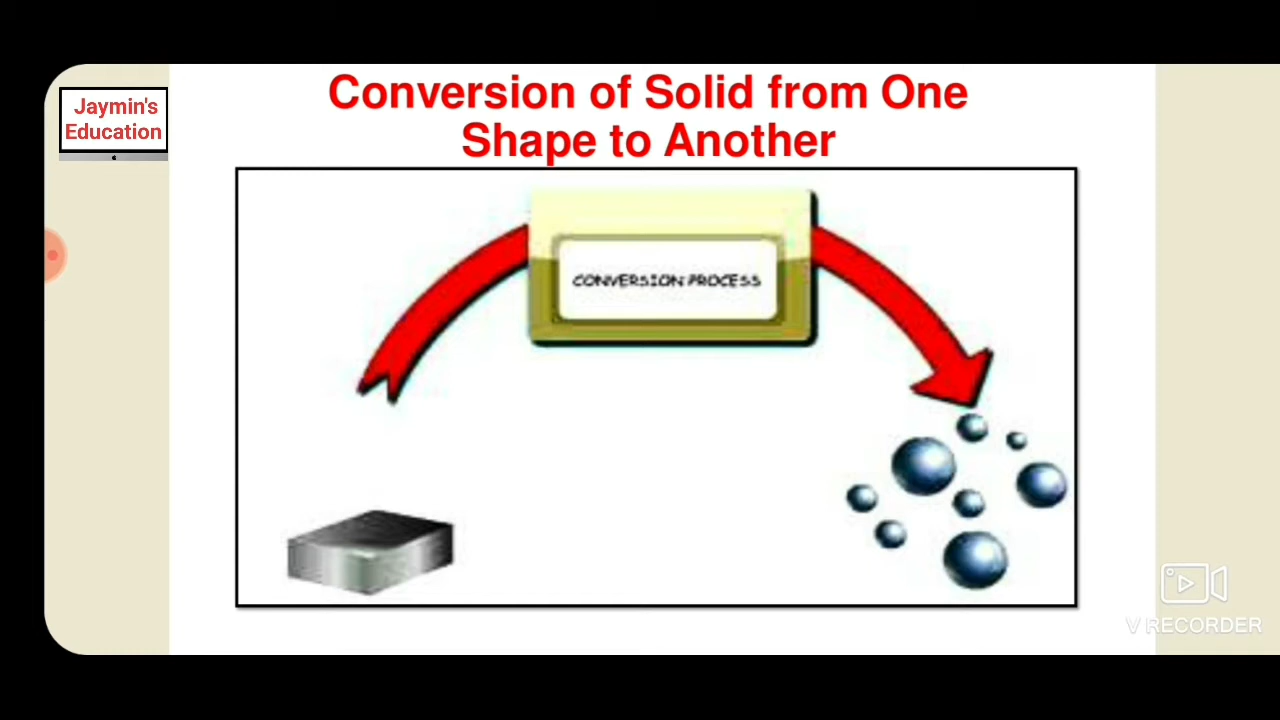 Conversion of Solid from One
Shape to Another
Jaymin's
Education
CONVERSION PROCESS
V RECORDER